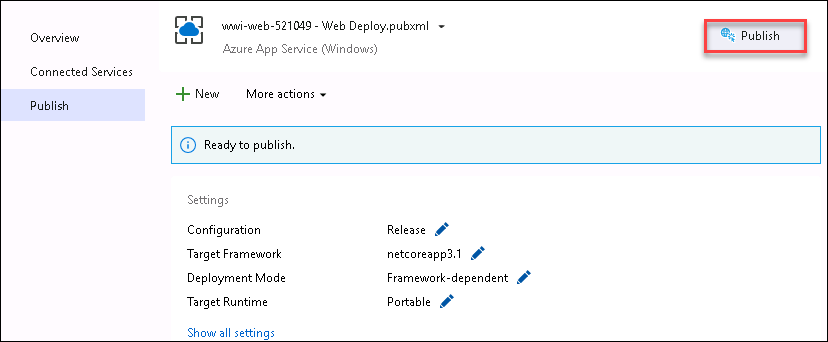 Overview
Connected Services
Publish
wwi-web-521049 - Web Deploy.pubxml
Azure App Service (Windows)
Publish
New
More actions
Ready to publish.
Settings
Configuration Release
Target Framework netcoreapp3.1
Deployment Mode Framework-dependent
Target Runtime Portable
Show all settings